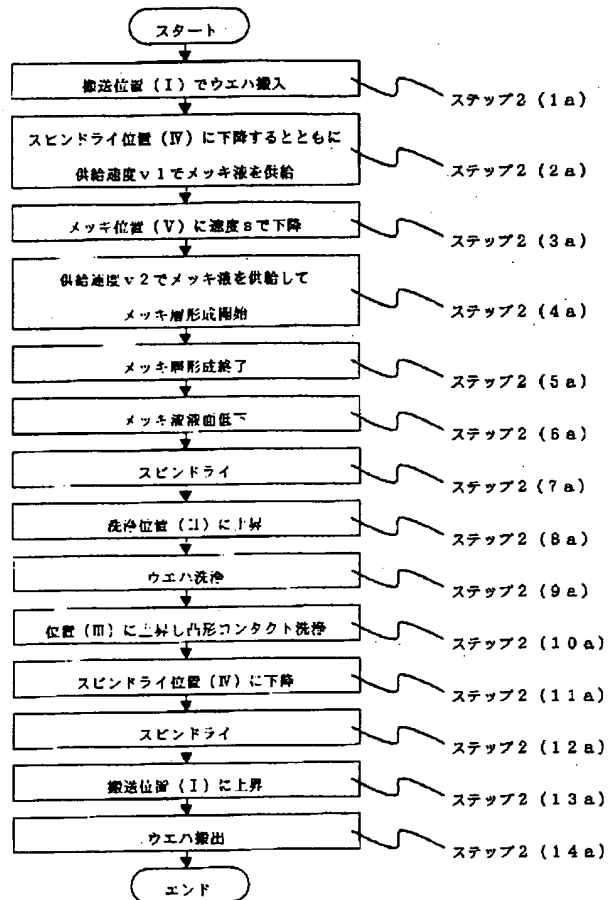 スタート
搬送位置(I)でウエハ搬入
ステップ2(1a)
スピンドライ位置(Ⅳ)に下降するとともに
供給速度v1でメッキ液を供給
ステップ2(2a)
メッキ位置(V)に速度sで下降
ステップ2(3a)
供給速度v2でメッキ液を供給して
メッキ層形成開始
ステップ2(4a)
メッキ層形成終了
ステップ2(5a)
メッキ液液面低下
ステップ2(6a)
スピンドライ
ステップ2(7a)
洗浄位置(Ⅱ)に上昇
ステップ2(8a)
ウエハ洗浄
ステップ2(9a)
位置(Ⅲ)に上昇し凸形コンタクト洗浄
ステップ2(10a)
スピンドライ位置(Ⅳ)に下降
ステップ2(11a)
スピンドライ
ステップ2(12a)
搬送位置(I)に上昇
ステップ2(13a)
ウエハ搬出
ステップ2(14a)
エンド